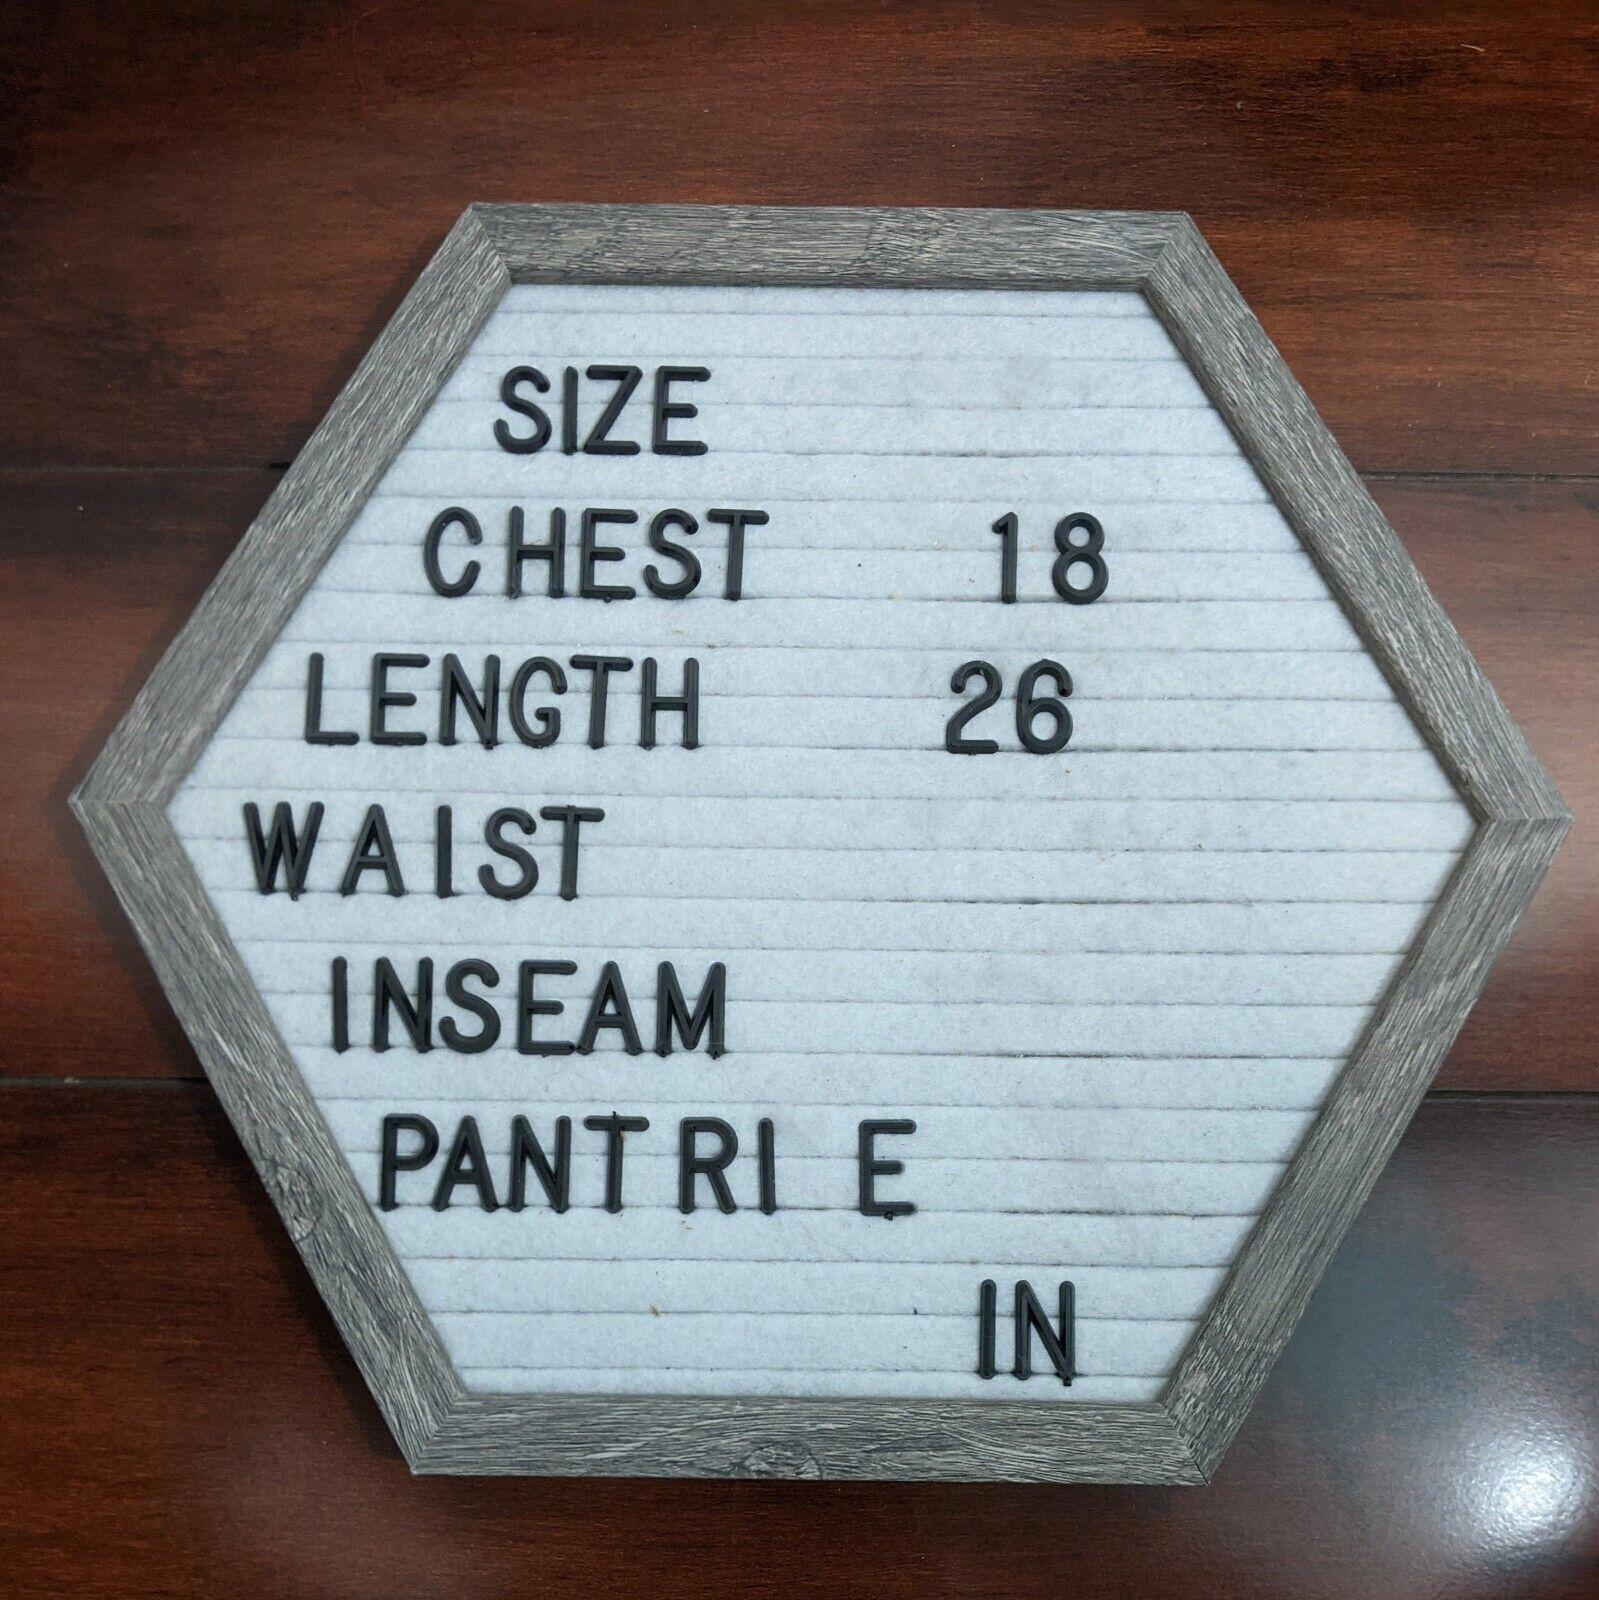 SIZE
CHEST 18
LENGTH 26
WAIST
INSEAM
PANT RI E
IN